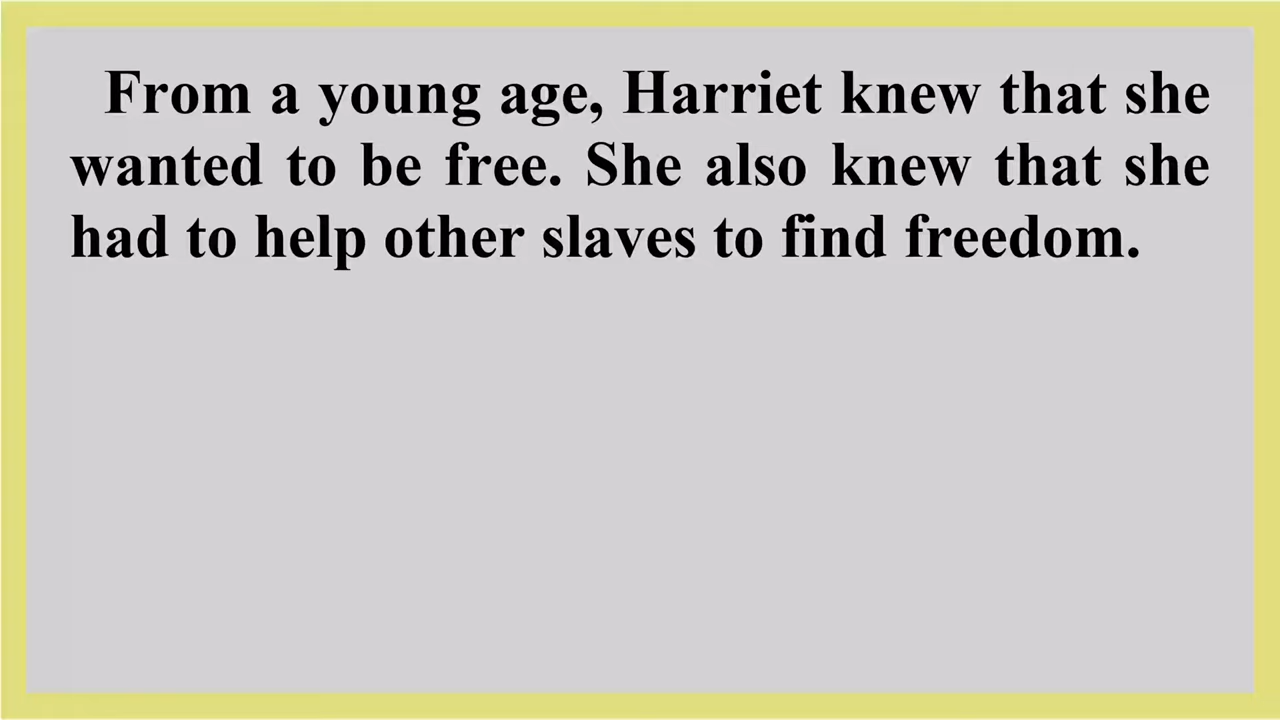 From a young age, Harriet knew that she
wanted to be free. She also knew that she
had to help other slaves to find freedom.